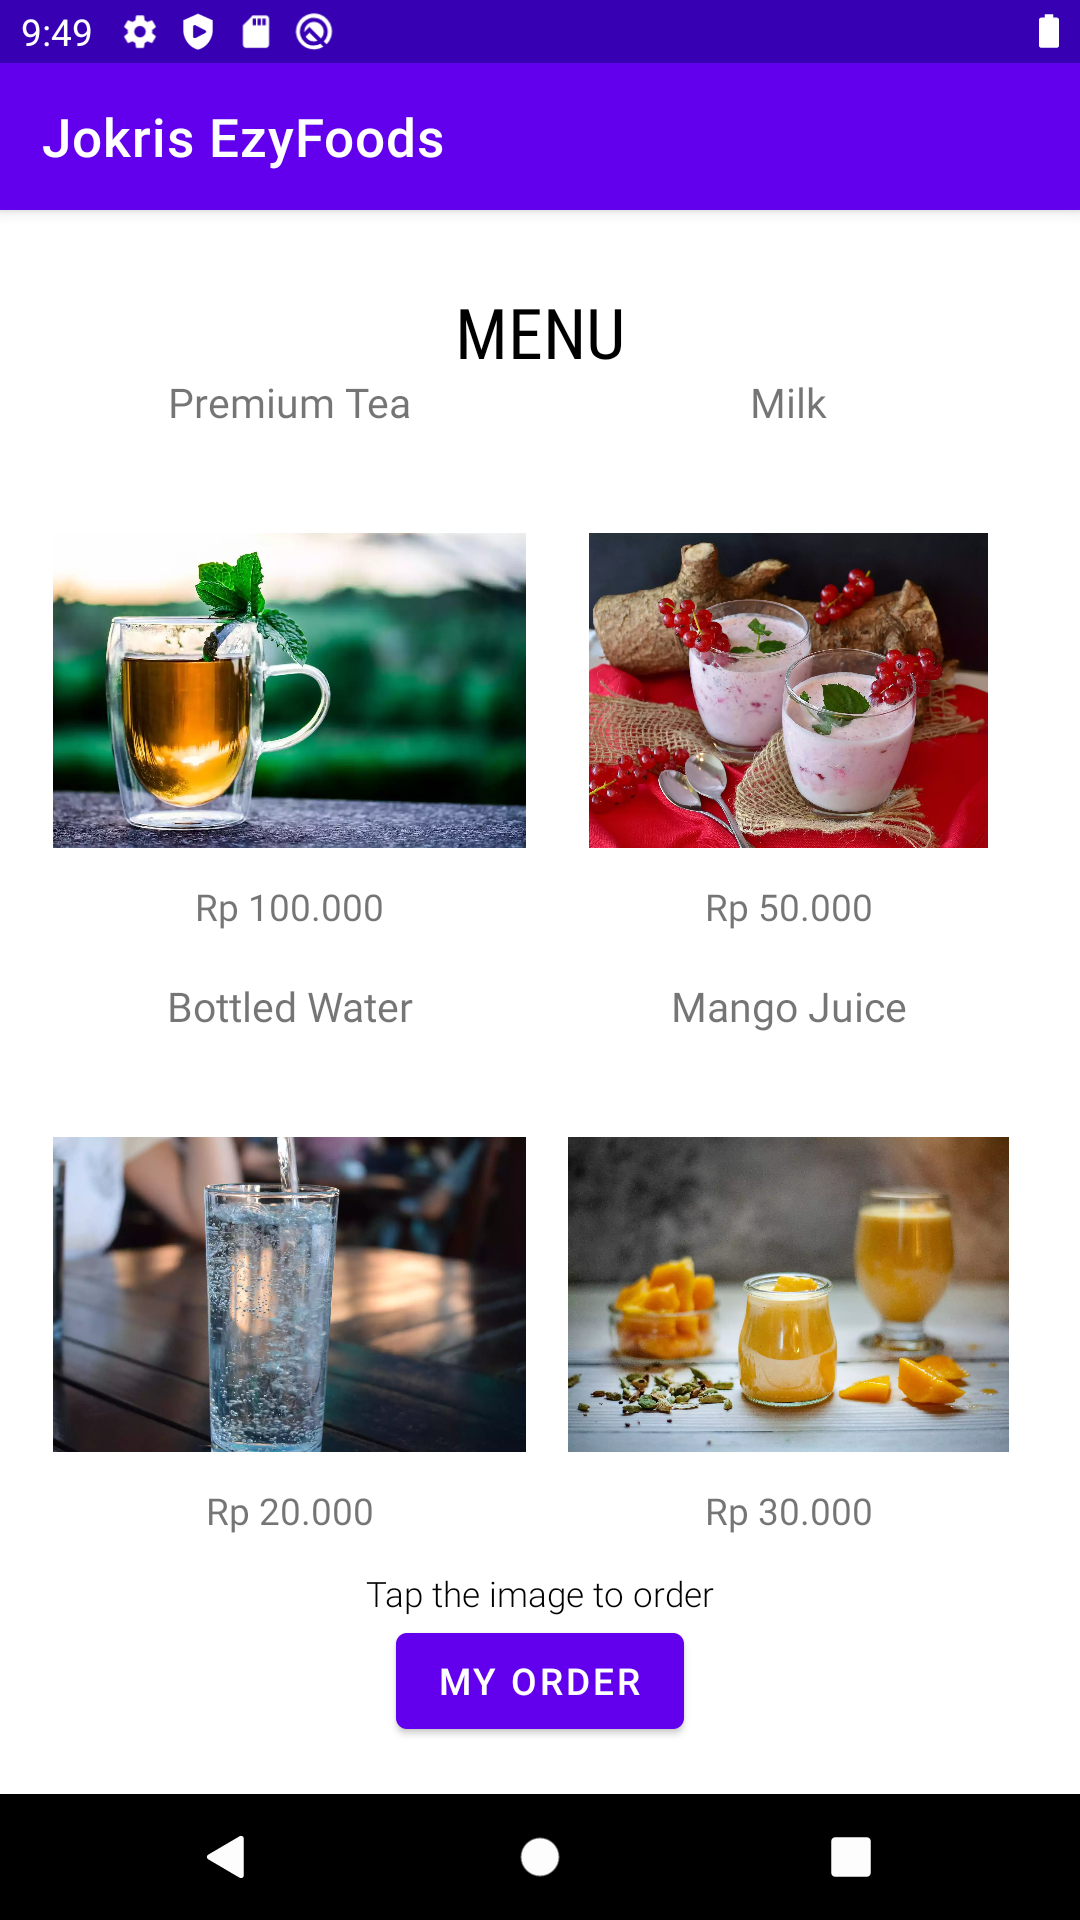 9:49
Jokris EzyFoods
MENU
Premium Tea
Milk
Rp 100.000
Rp 50.000
Bottled Water
Mango Juice
Rp 20.000
Rp 30.000
Tap the image to order
MY ORDER